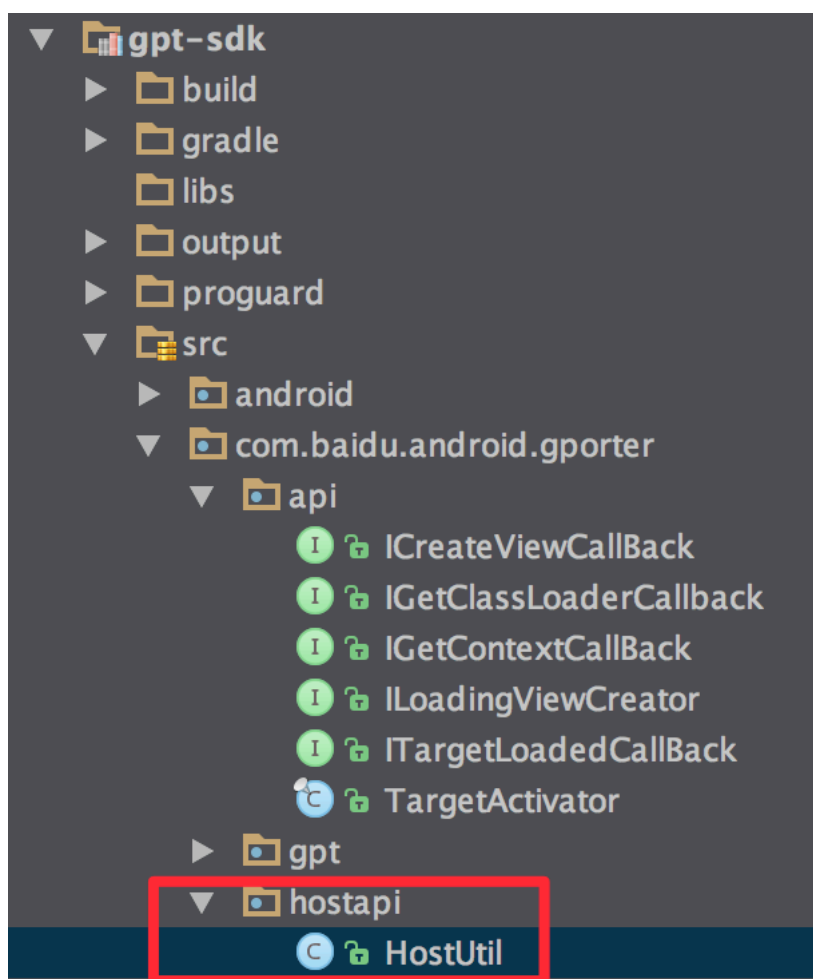 gpt-sdk
build
gradle
libs
output
proguard
src
android
com.baidu.android.gporter
api
ICreateViewCallBack
IGetClassLoaderCallback
IGetContextCallBack
ILoadingViewCreator
ITargetLoadedCallBack
TargetActivator
gpt
hostapi
HostUtil